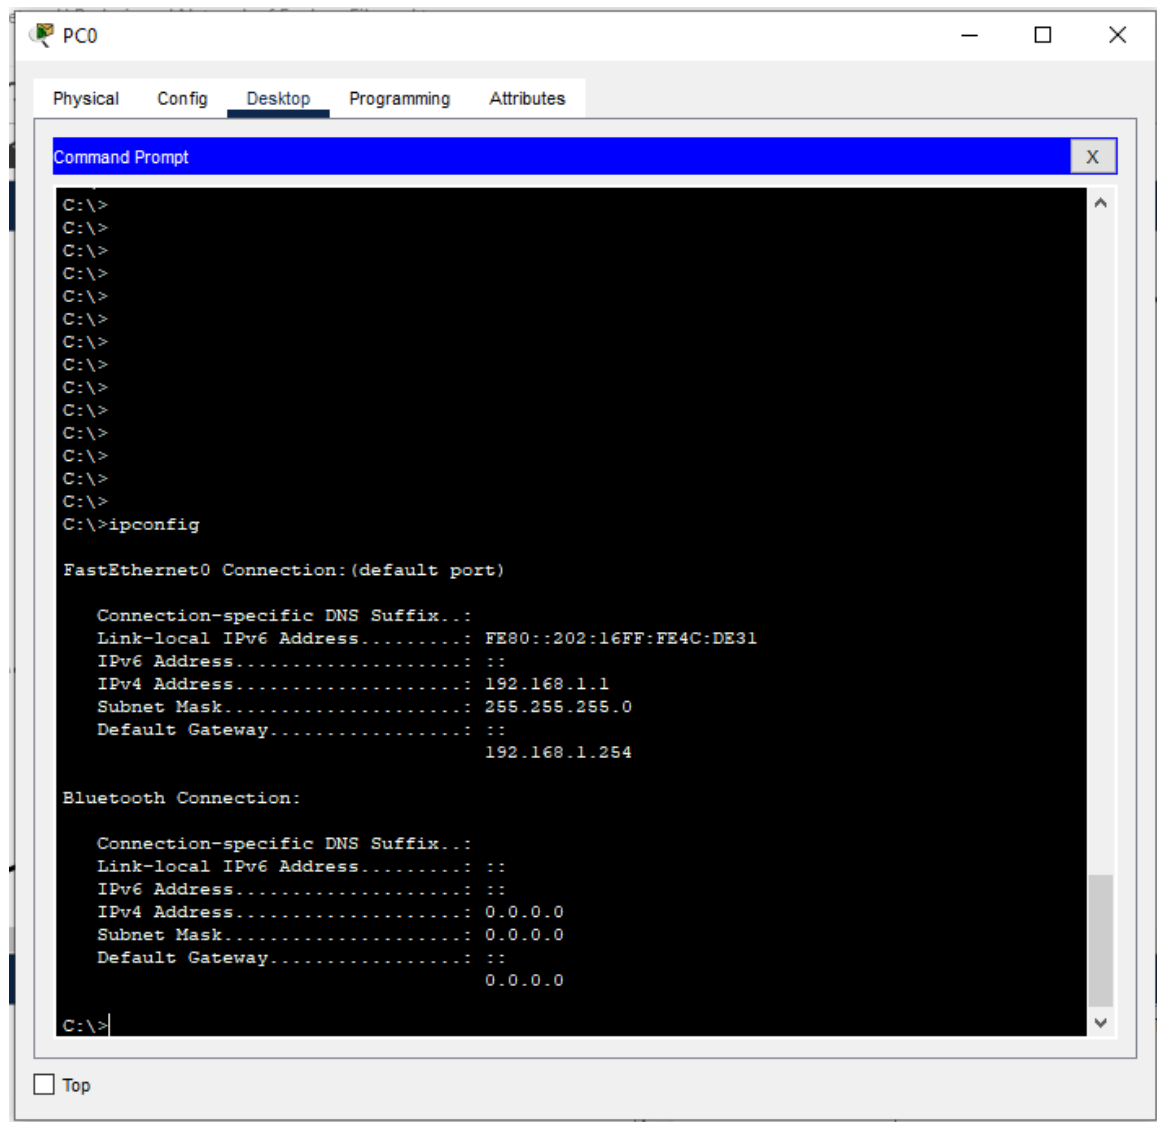 PC0
Physical Config Desktop Programming Attributes
Command Prompt X
C:\>
C:\>
C:\>
C:\>
C:\>
C:\>
C:\>
C:\>
C:\>
C:\>
C:\>
C:\>
C:\>
C:\>
C:\>ipconfig
FastEthernet0 Connection:(default port)
Connection-specific DNS Suffix..:
Link-local IPv6 Address.........: FE80::202:16FF:FE4C:DE31
IPv6 Address....................: ::
IPv4 Address....................: 192.168.1.1
Subnet Mask.....................: 255.255.255.0
Default Gateway.................: ::
192.168.1.254
Bluetooth Connection:
Connection-specific DNS Suffix..:
Link-local IPv6 Address.........: ::
IPv6 Address....................: ::
IPv4 Address....................: 0.0.0.0
Subnet Mask.....................: 0.0.0.0
Default Gateway.................: ::
0.0.0.0
C:\>
Top